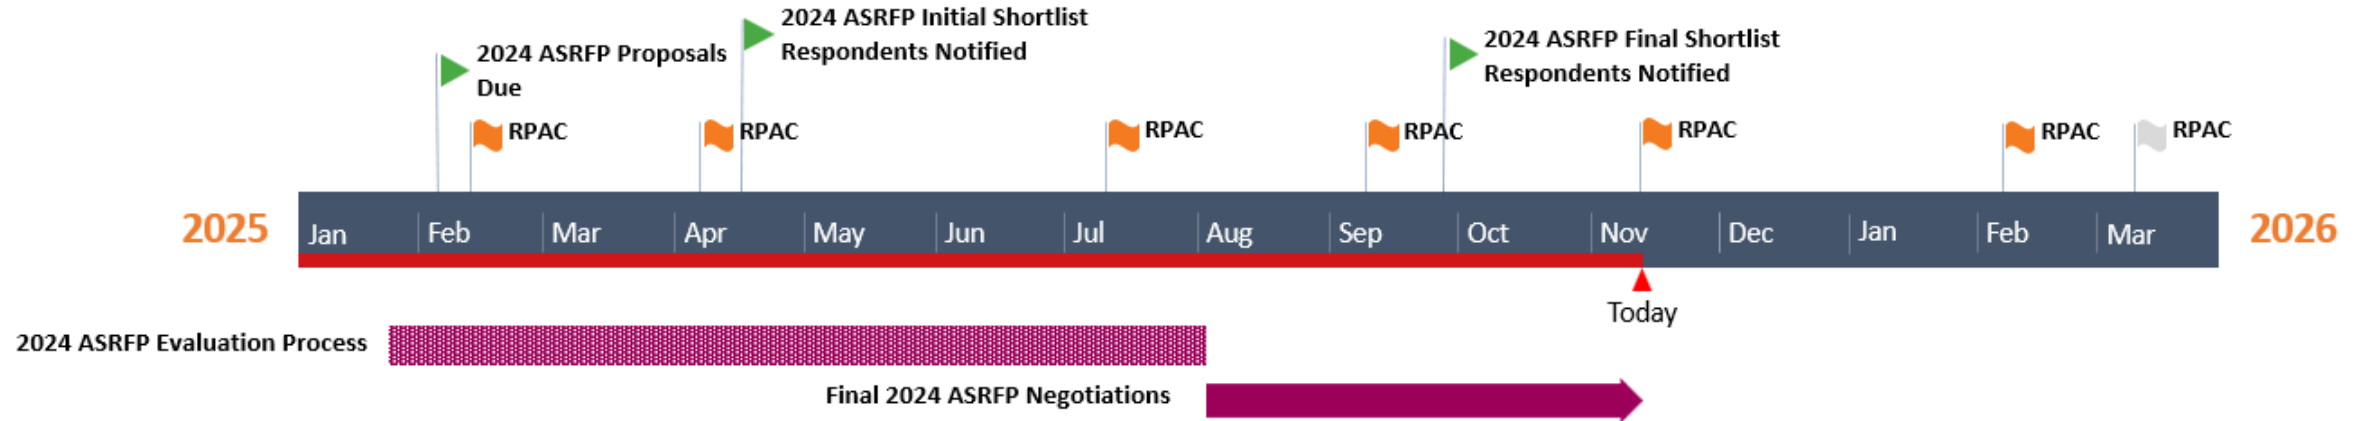 2024 ASRFP Initial Shortlist
Respondents Notified
2024 ASRFP Proposals
Due
2024 ASRFP Final Shortlist
Respondents Notified
RPAC
RPAC
RPAC
RPAC
RPAC
RPAC
RPAC
2025
Jan
Feb
Mar
Apr
May
Jun
Jul
Aug
Sep
Oct
Nov
Dec
Jan
Feb
Mar
2026
Today
2024 ASRFP Evaluation Process
Final 2024 ASRFP Negotiations